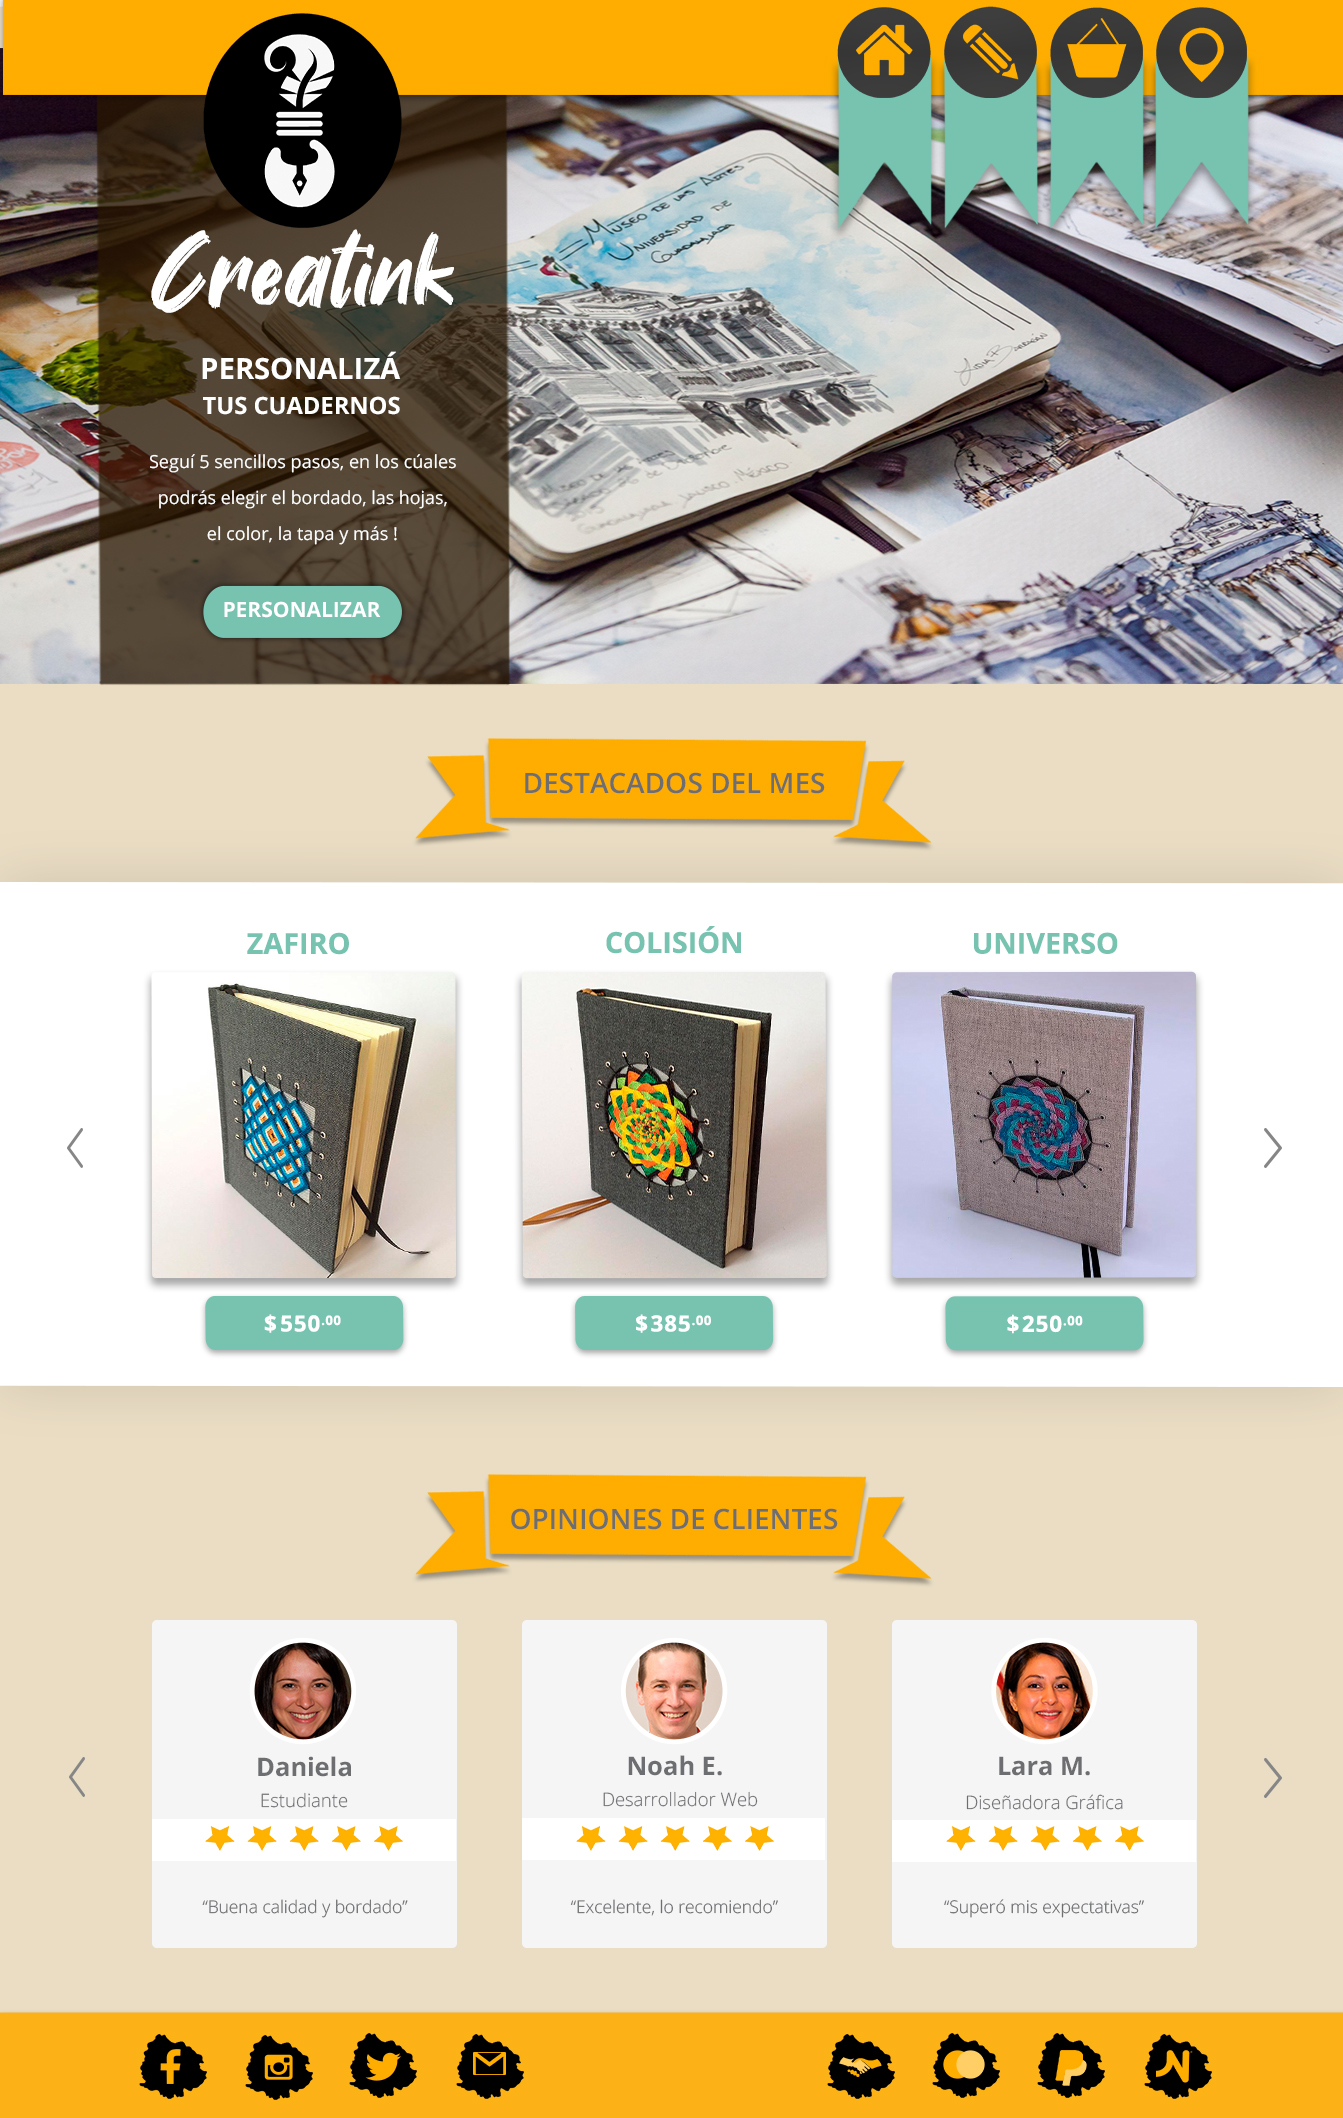 Creatink
PERSONALIZÁ
TUS CUADERNOS
Seguí 5 sencillos pasos, en los cúales
podrás elegir el bordado, las hojas,
el color, la tapa y más !
PERSONALIZAR
MUSEO DE LAS ARTES
UNIVERSIDAD DE
GUADALAJARA
GUADALAJARA JALISCO, MÉXICO
DESTACADOS DEL MES
ZAFIRO
COLISIÓN
UNIVERSO
$550.00
$385.00
$250.00
OPINIONES DE CLIENTES
Daniela
Noah E.
Lara M.
Estudiante
Desarrollador Web
Diseñadora Gráfica
“Buena calidad y bordado”
“Excelente, lo recomiendo”
“Superó mis expectativas”